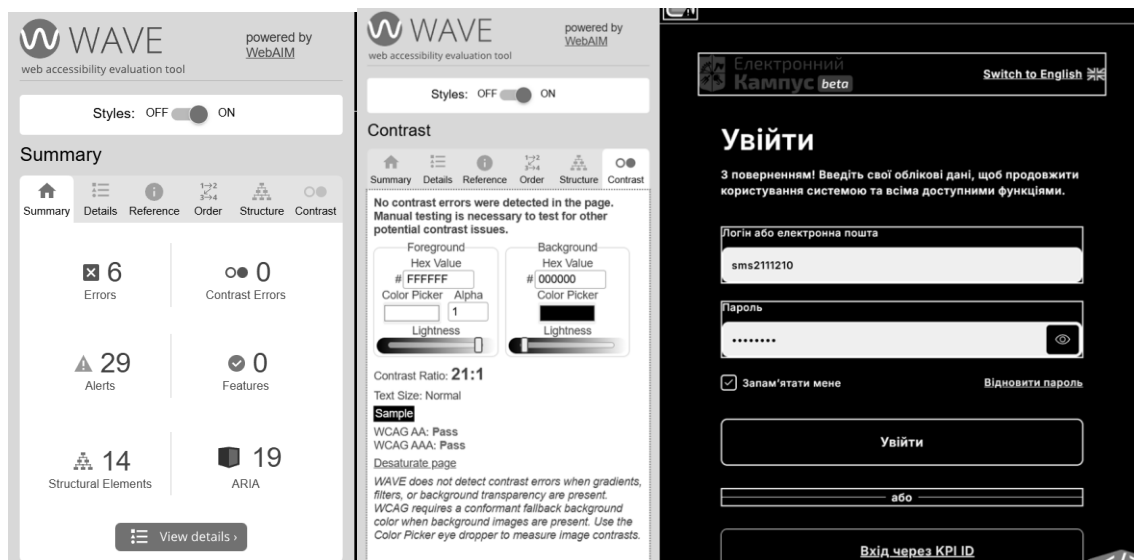 WAVE
powered by
WebAIM
web accessibility evaluation tool
Styles: OFF ON
Summary
Summary Details Reference Order Structure Contrast
6
Errors
0
Contrast Errors
29
Alerts
0
Features
14
Structural Elements
19
ARIA
View details ›
WAVE
powered by
WebAIM
web accessibility evaluation tool
Styles: OFF ON
Contrast
Summary Details Reference Order Structure Contrast
No contrast errors were detected in the page.
Manual testing is necessary to test for other
potential contrast issues.
Foreground
Hex Value
# FFFFFF
Color Picker Alpha
1
Lightness
Background
Hex Value
# 000000
Color Picker
Lightness
Contrast Ratio: 21:1
Text Size: Normal
Sample
WCAG AA: Pass
WCAG AAA: Pass
Desaturate page
WAVE does not detect contrast errors when gradients,
filters, or background transparency are present.
WCAG requires a conformant fallback background
color when background images are present. Use the
Color Picker eye dropper to measure image contrasts.
Електронний
Кампус beta
Switch to English
Увійти
З поверненням! Введіть свої облікові дані, щоб продовжити
користування системою та всіма доступними функціями.
Логін або електронна пошта
sms2111210
Пароль
••••••••
Запам’ятати мене
Відновити пароль
Увійти
або
Вхід через KPI ID